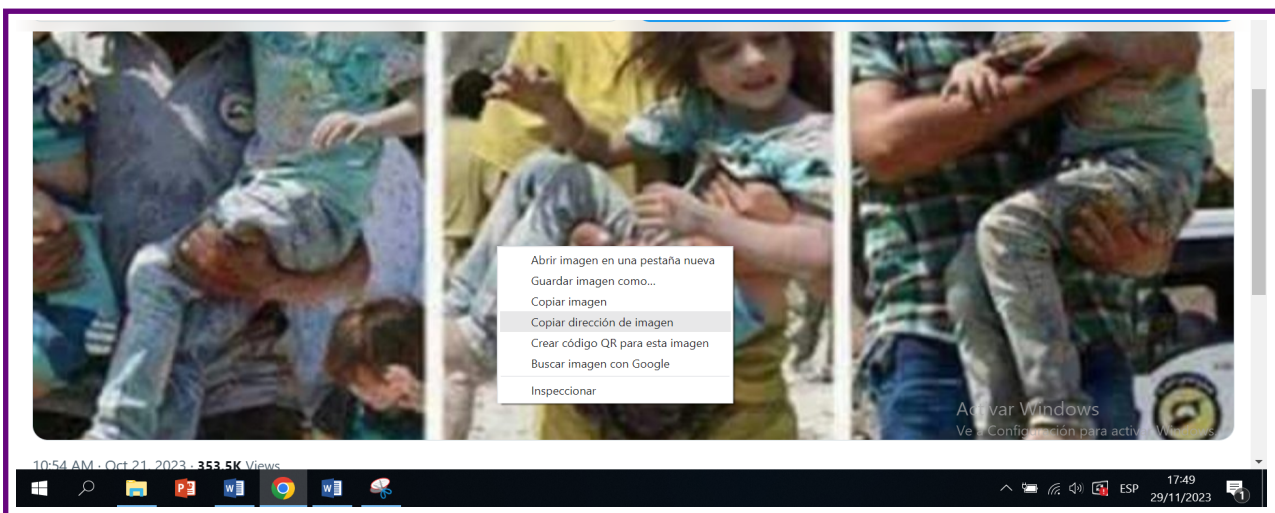 Abrir imagen en una pestaña nueva
Guardar imagen como...
Copiar imagen
Copiar dirección de imagen
Crear código QR para esta imagen
Buscar imagen con Google
Inspeccionar
Activar Windows
Ve a Configuración para activar Windows.
10:54 AM · Oct 21, 2023 · 353.5K Views
ESP
17:49
29/11/2023
1